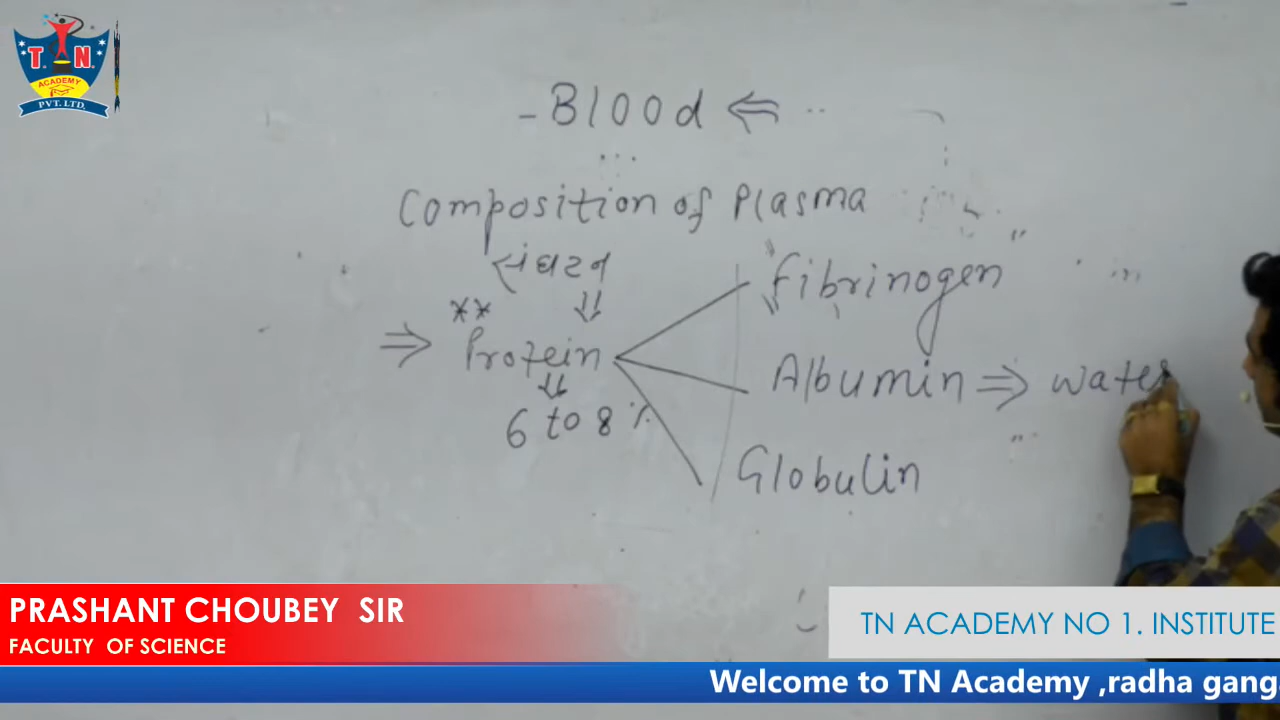 T. N.
ACADEMY
PVT. LTD.
-Blood ⇐
Composition of Plasma
**
⇒ Protein
6 to 8 %
Fibrinogen
Albumin ⇒ water
Globulin
PRASHANT CHOUBEY SIR
FACULTY OF SCIENCE
TN ACADEMY NO 1. INSTITUTE
Welcome to TN Academy ,radha gang